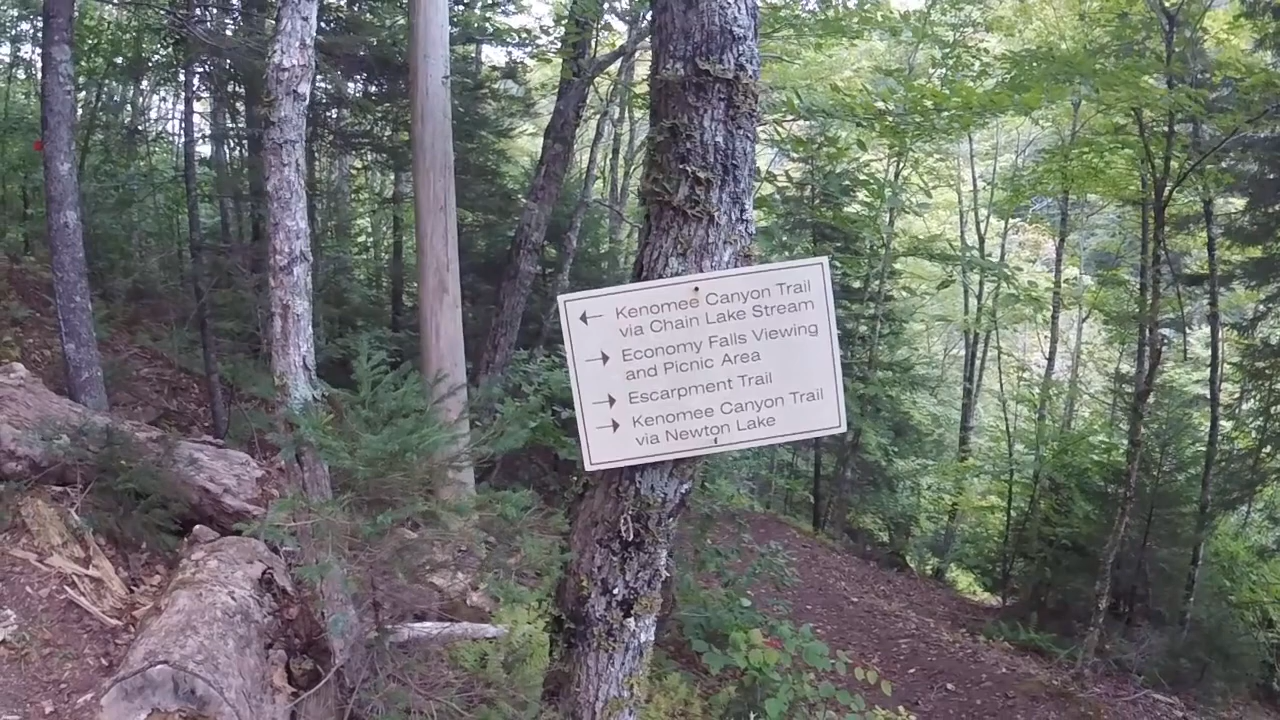 ← Kenomee Canyon Trail
via Chain Lake Stream
→ Economy Falls Viewing
and Picnic Area
→ Escarpment Trail
→ Kenomee Canyon Trail
via Newton Lake